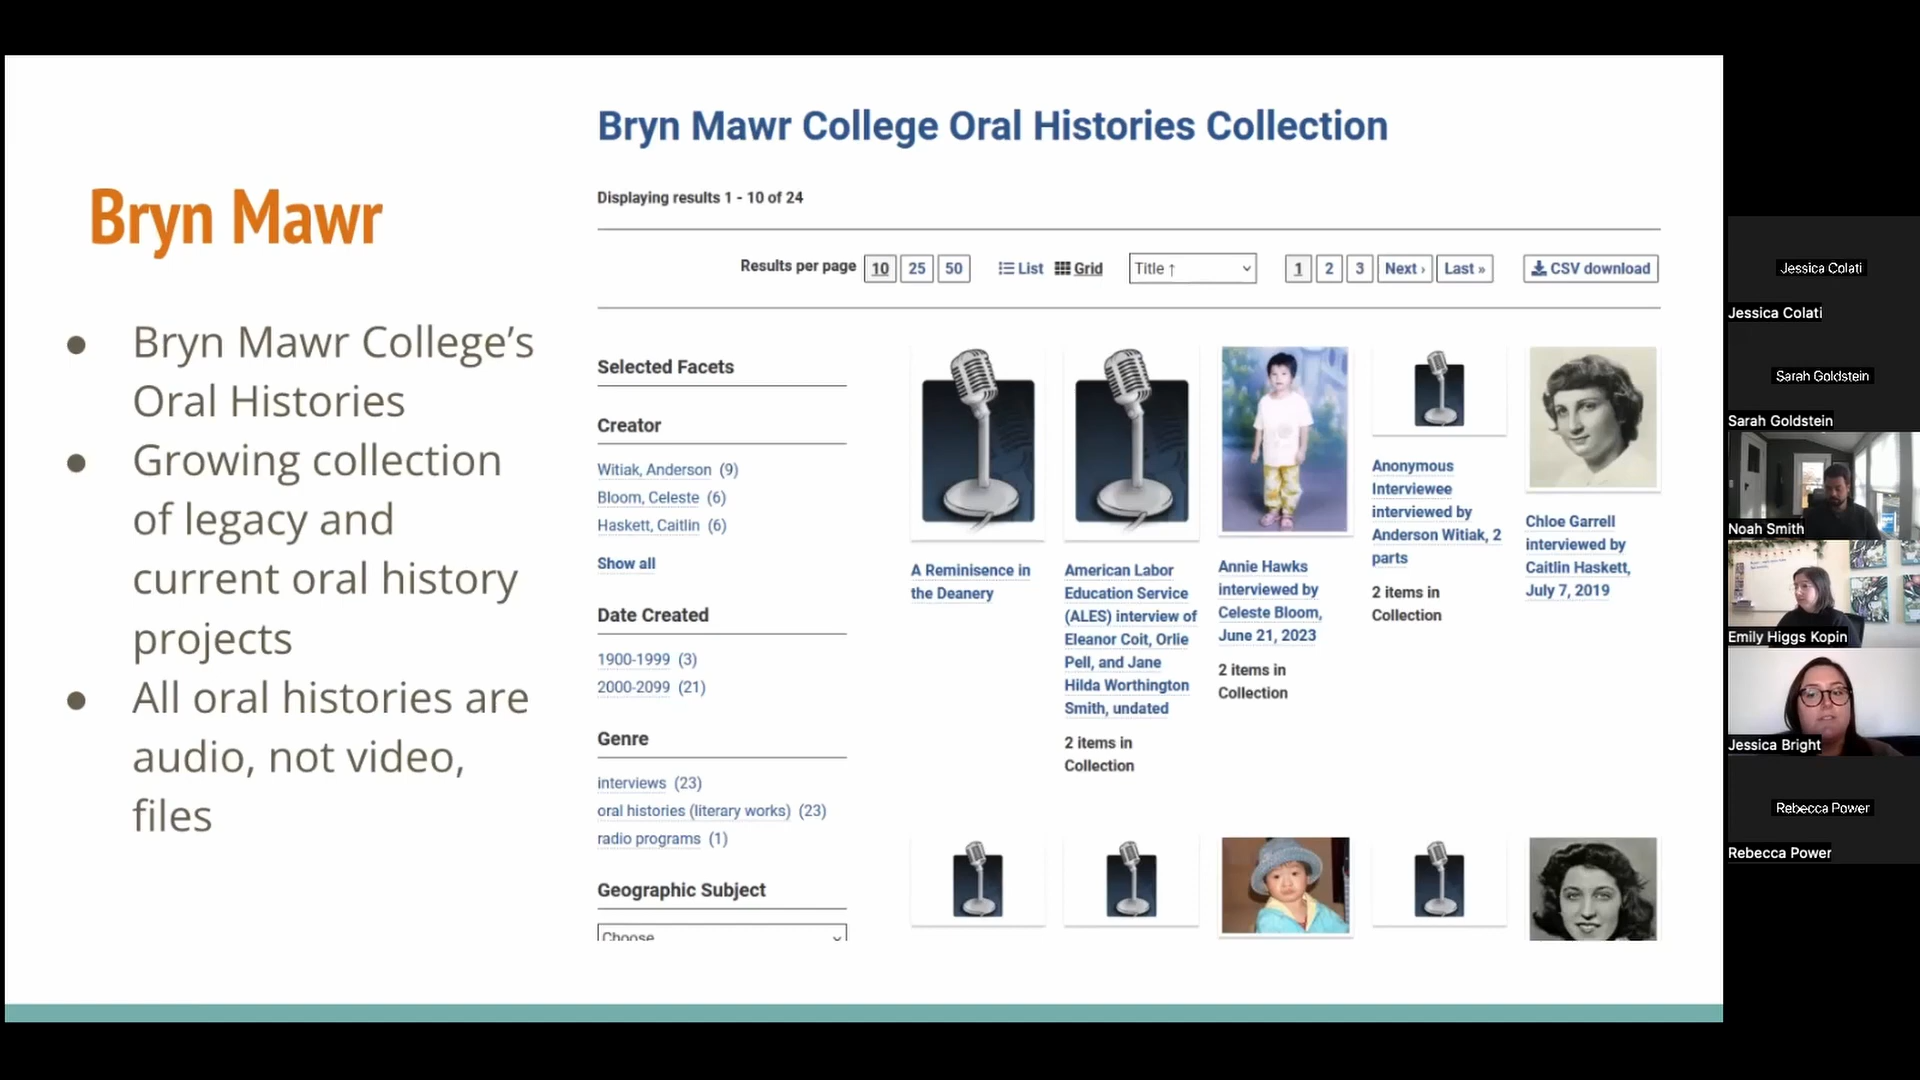 Bryn Mawr
● Bryn Mawr College’s
Oral Histories
● Growing collection
of legacy and
current oral history
projects
● All oral histories are
audio, not video,
files
Bryn Mawr College Oral Histories Collection
Displaying results 1 - 10 of 24
Results per page 10 25 50 List Grid Title ↑ 1 2 3 Next › Last » CSV download
Selected Facets
Creator
Witiak, Anderson (9)
Bloom, Celeste (6)
Haskett, Caitlin (6)
Show all
Date Created
1900-1999 (3)
2000-2099 (21)
Genre
interviews (23)
oral histories (literary works) (23)
radio programs (1)
Geographic Subject
Choose
A Reminisence in
the Deanery
American Labor
Education Service
(ALES) interview of
Eleanor Coit, Orlie
Pell, and Jane
Hilda Worthington
Smith, undated
2 items in
Collection
Annie Hawks
interviewed by
Celeste Bloom,
June 21, 2023
2 items in
Collection
Anonymous
Interviewee
interviewed by
Anderson Witiak, 2
parts
2 items in
Collection
Chloe Garrell
interviewed by
Caitlin Haskett,
July 7, 2019
Jessica Colati
Jessica Colati
Sarah Goldstein
Sarah Goldstein
Noah Smith
Emily Higgs Kopin
Jessica Bright
Rebecca Power
Rebecca Power